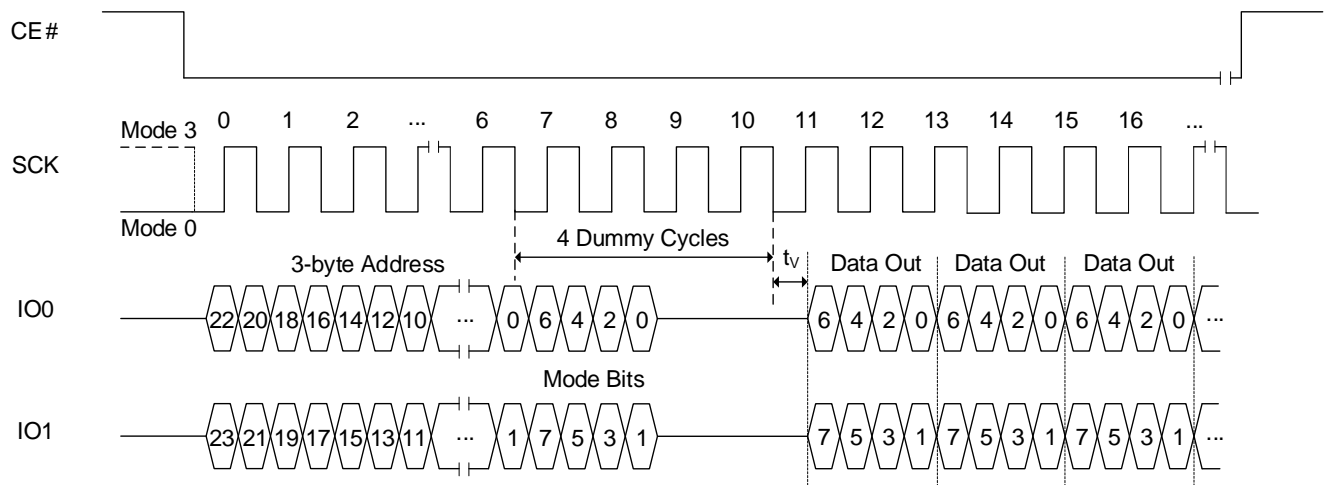 CE#
0 1 2 ... 6 7 8 9 10 11 12 13 14 15 16 ...
Mode 3
SCK
Mode 0
4 Dummy Cycles
3-byte Address
tV
Data Out Data Out Data Out
IO0
22 20 18 16 14 12 10 ... 0 6 4 2 0 6 4 2 0 6 4 2 0 6 4 2 0 ...
Mode Bits
IO1
23 21 19 17 15 13 11 ... 1 7 5 3 1 7 5 3 1 7 5 3 1 7 5 3 1 ...